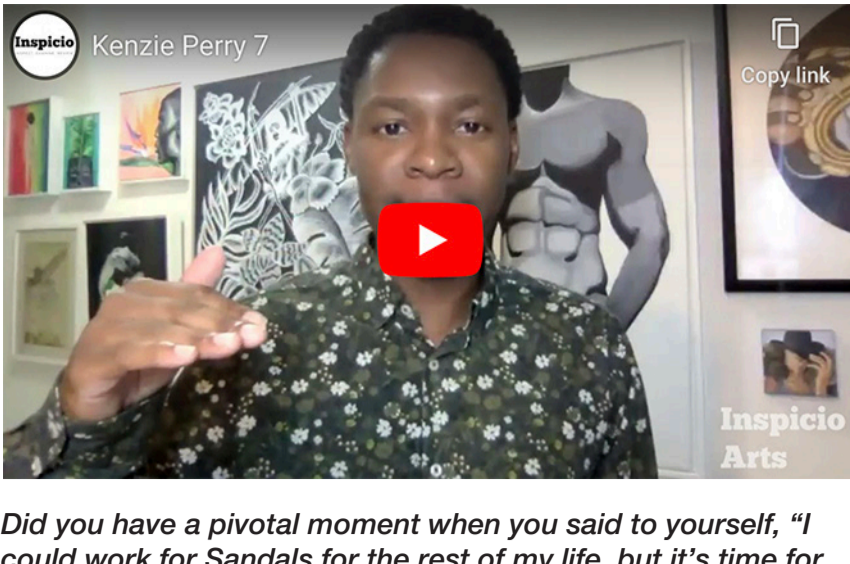 Inspicio
Kenzie Perry 7
Copy link
Inspicio
Arts
Did you have a pivotal moment when you said to yourself, “I
could work for Sandals for the rest of my life, but it’s time for